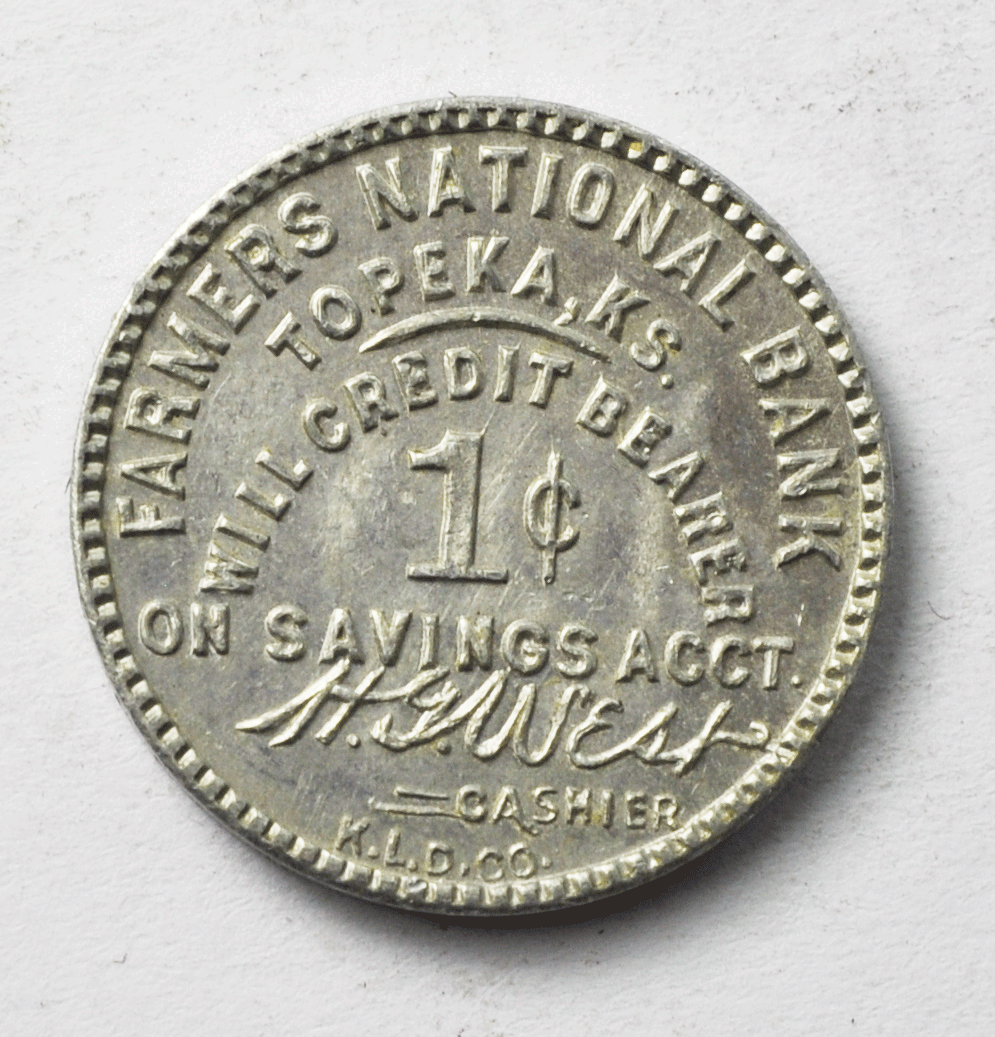 FARMERS NATIONAL BANK
TOPEKA, KS.
WILL CREDIT BEARER
1¢
ON SAVINGS ACCT.
H. G. West
CASHIER
K.L.D. CO.